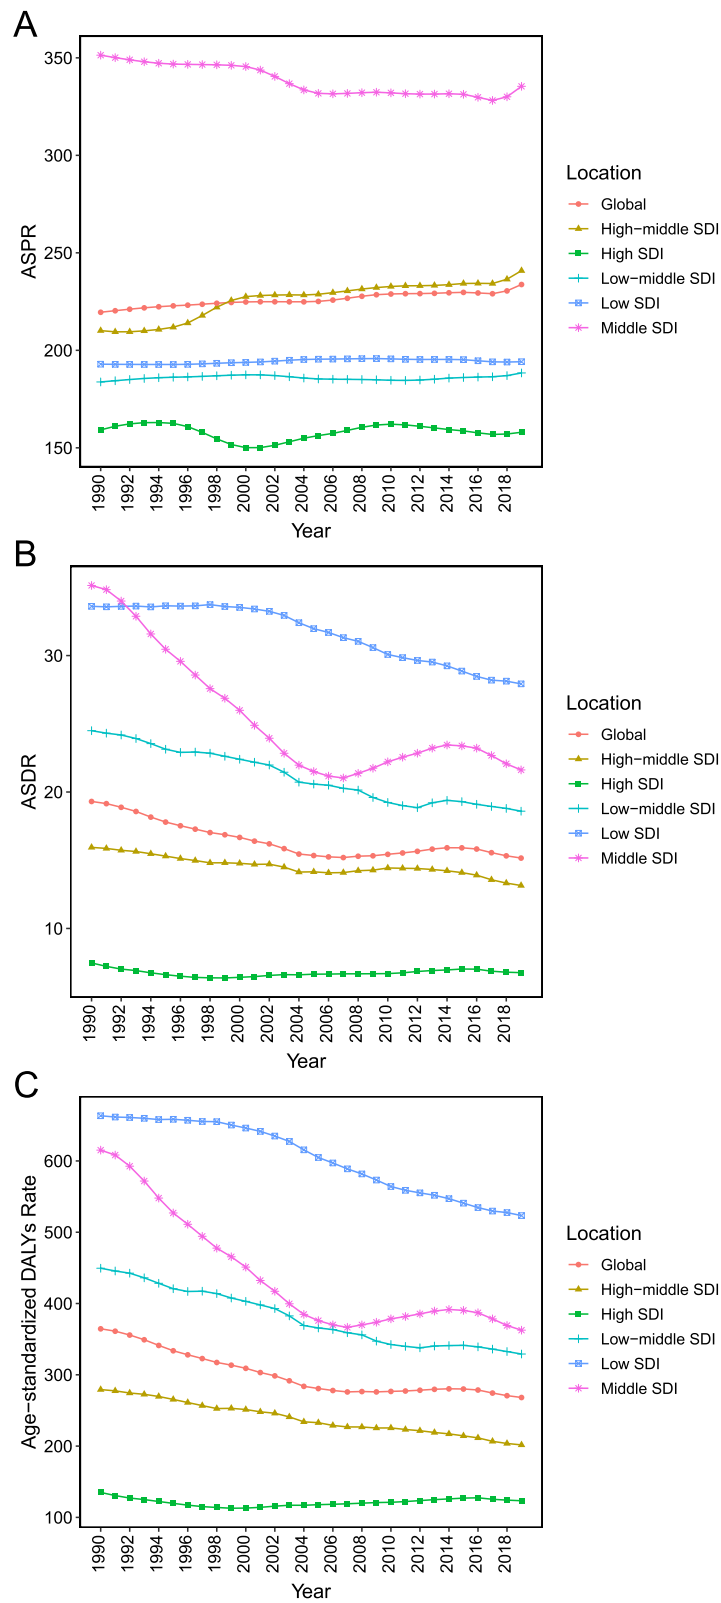 A
ASPR
350
300
250
200
150
1990
1992
1994
1996
1998
2000
2002
2004
2006
2008
2010
2012
2014
2016
2018
Year
Location
Global
High−middle SDI
High SDI
Low−middle SDI
Low SDI
Middle SDI
B
ASDR
30
20
10
1990
1992
1994
1996
1998
2000
2002
2004
2006
2008
2010
2012
2014
2016
2018
Year
Location
Global
High−middle SDI
High SDI
Low−middle SDI
Low SDI
Middle SDI
C
Age−standardized DALYs Rate
600
500
400
300
200
100
1990
1992
1994
1996
1998
2000
2002
2004
2006
2008
2010
2012
2014
2016
2018
Year
Location
Global
High−middle SDI
High SDI
Low−middle SDI
Low SDI
Middle SDI